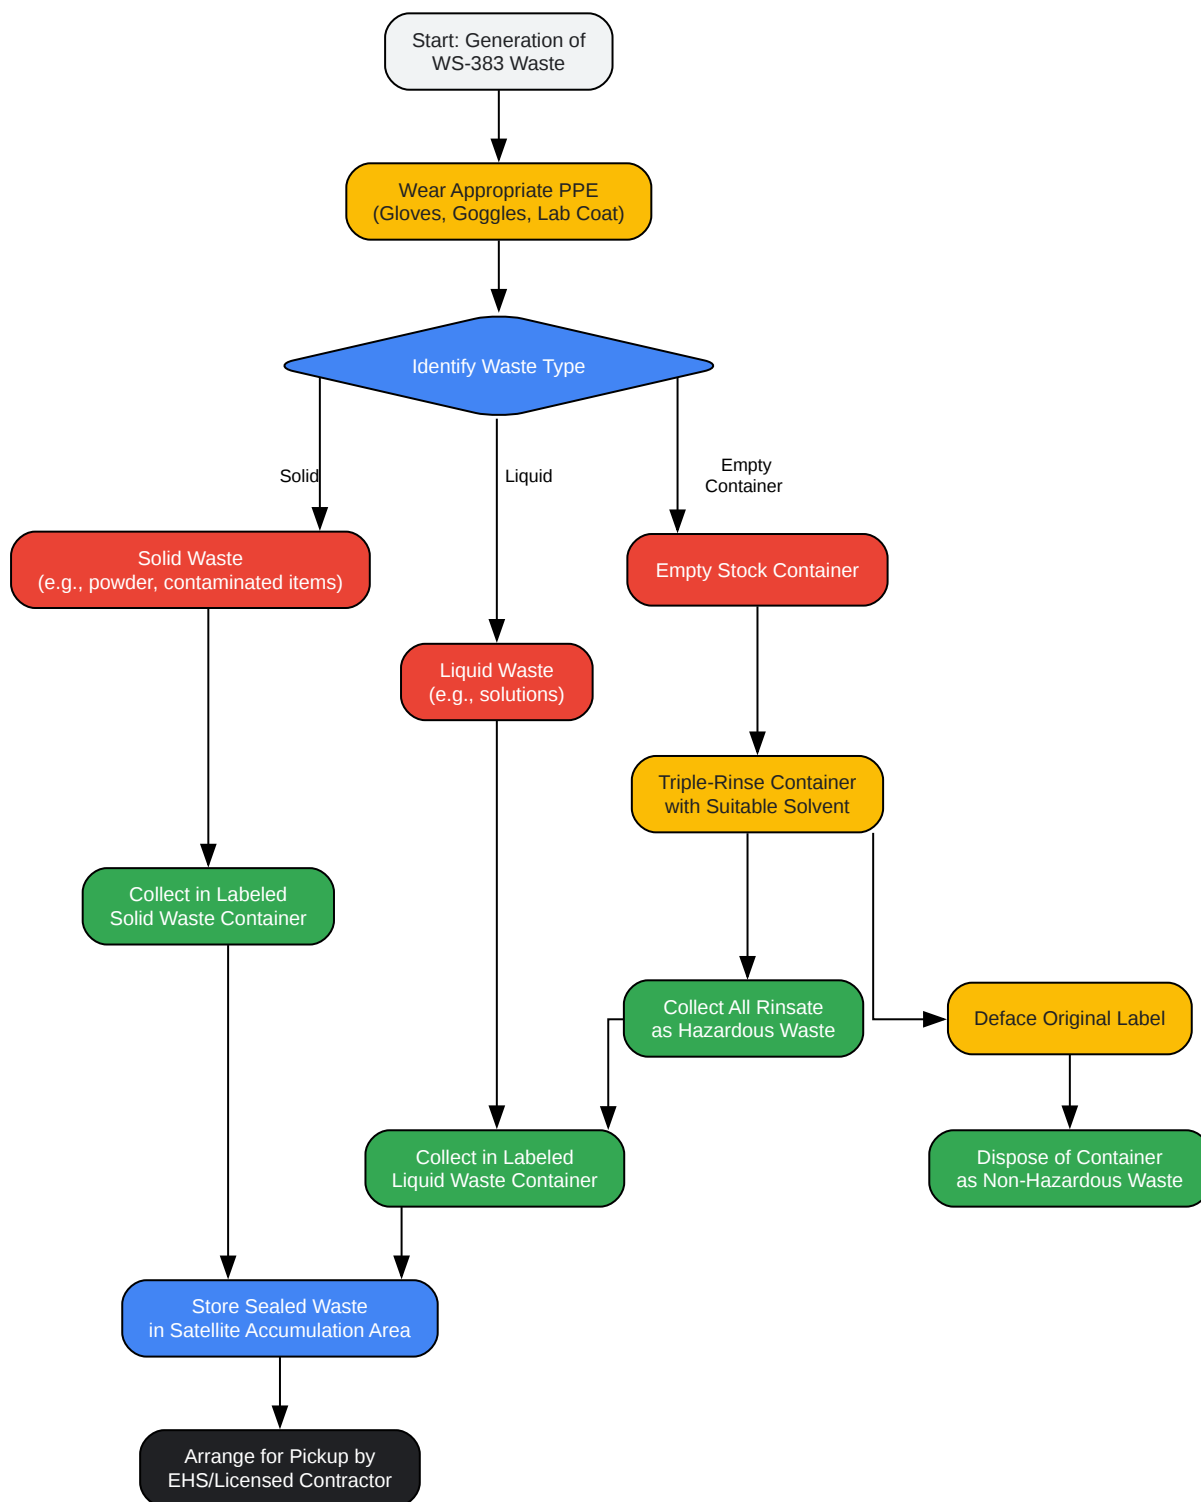 Start: Generation of
WS-383 Waste
Wear Appropriate PPE
(Gloves, Goggles, Lab Coat)
Identify Waste Type
Solid
Liquid
Empty
Container
Solid Waste
(e.g., powder, contaminated items)
Empty Stock Container
Liquid Waste
(e.g., solutions)
Triple-Rinse Container
with Suitable Solvent
Collect in Labeled
Solid Waste Container
Collect All Rinsate
as Hazardous Waste
Deface Original Label
Collect in Labeled
Liquid Waste Container
Dispose of Container
as Non-Hazardous Waste
Store Sealed Waste
in Satellite Accumulation Area
Arrange for Pickup by
EHS/Licensed Contractor